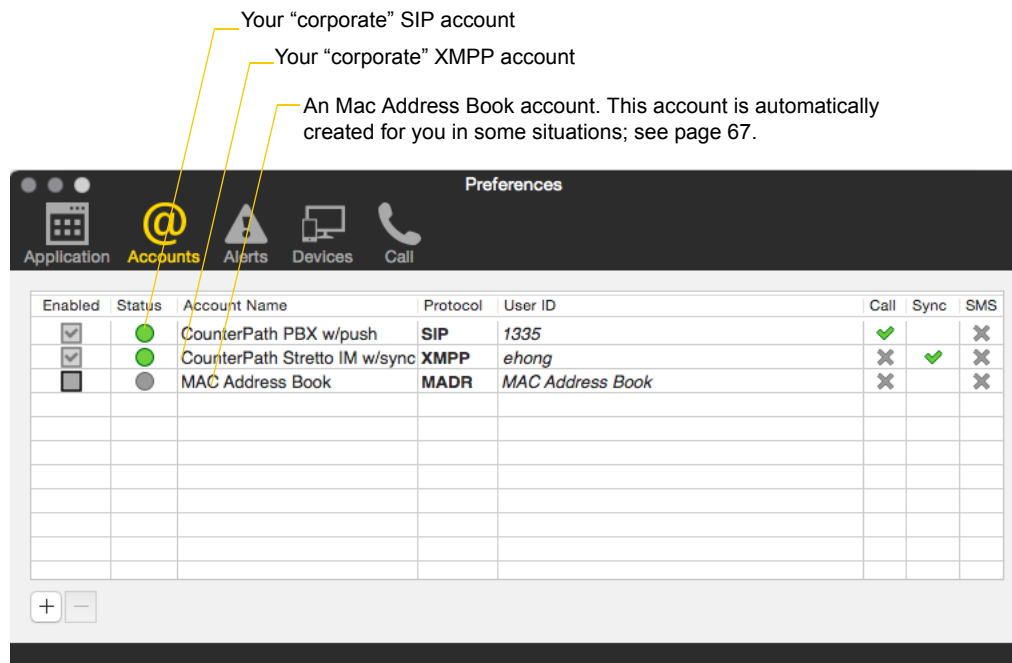 Your “corporate” SIP account
Your “corporate” XMPP account
An Mac Address Book account. This account is automatically
created for you in some situations; see page 67.
Preferences
Application Accounts Alerts Devices Call
Enabled Status Account Name Protocol User ID Call Sync SMS
CounterPath PBX w/push SIP 1335
CounterPath Stretto IM w/sync XMPP ehong
MAC Address Book MADR MAC Address Book